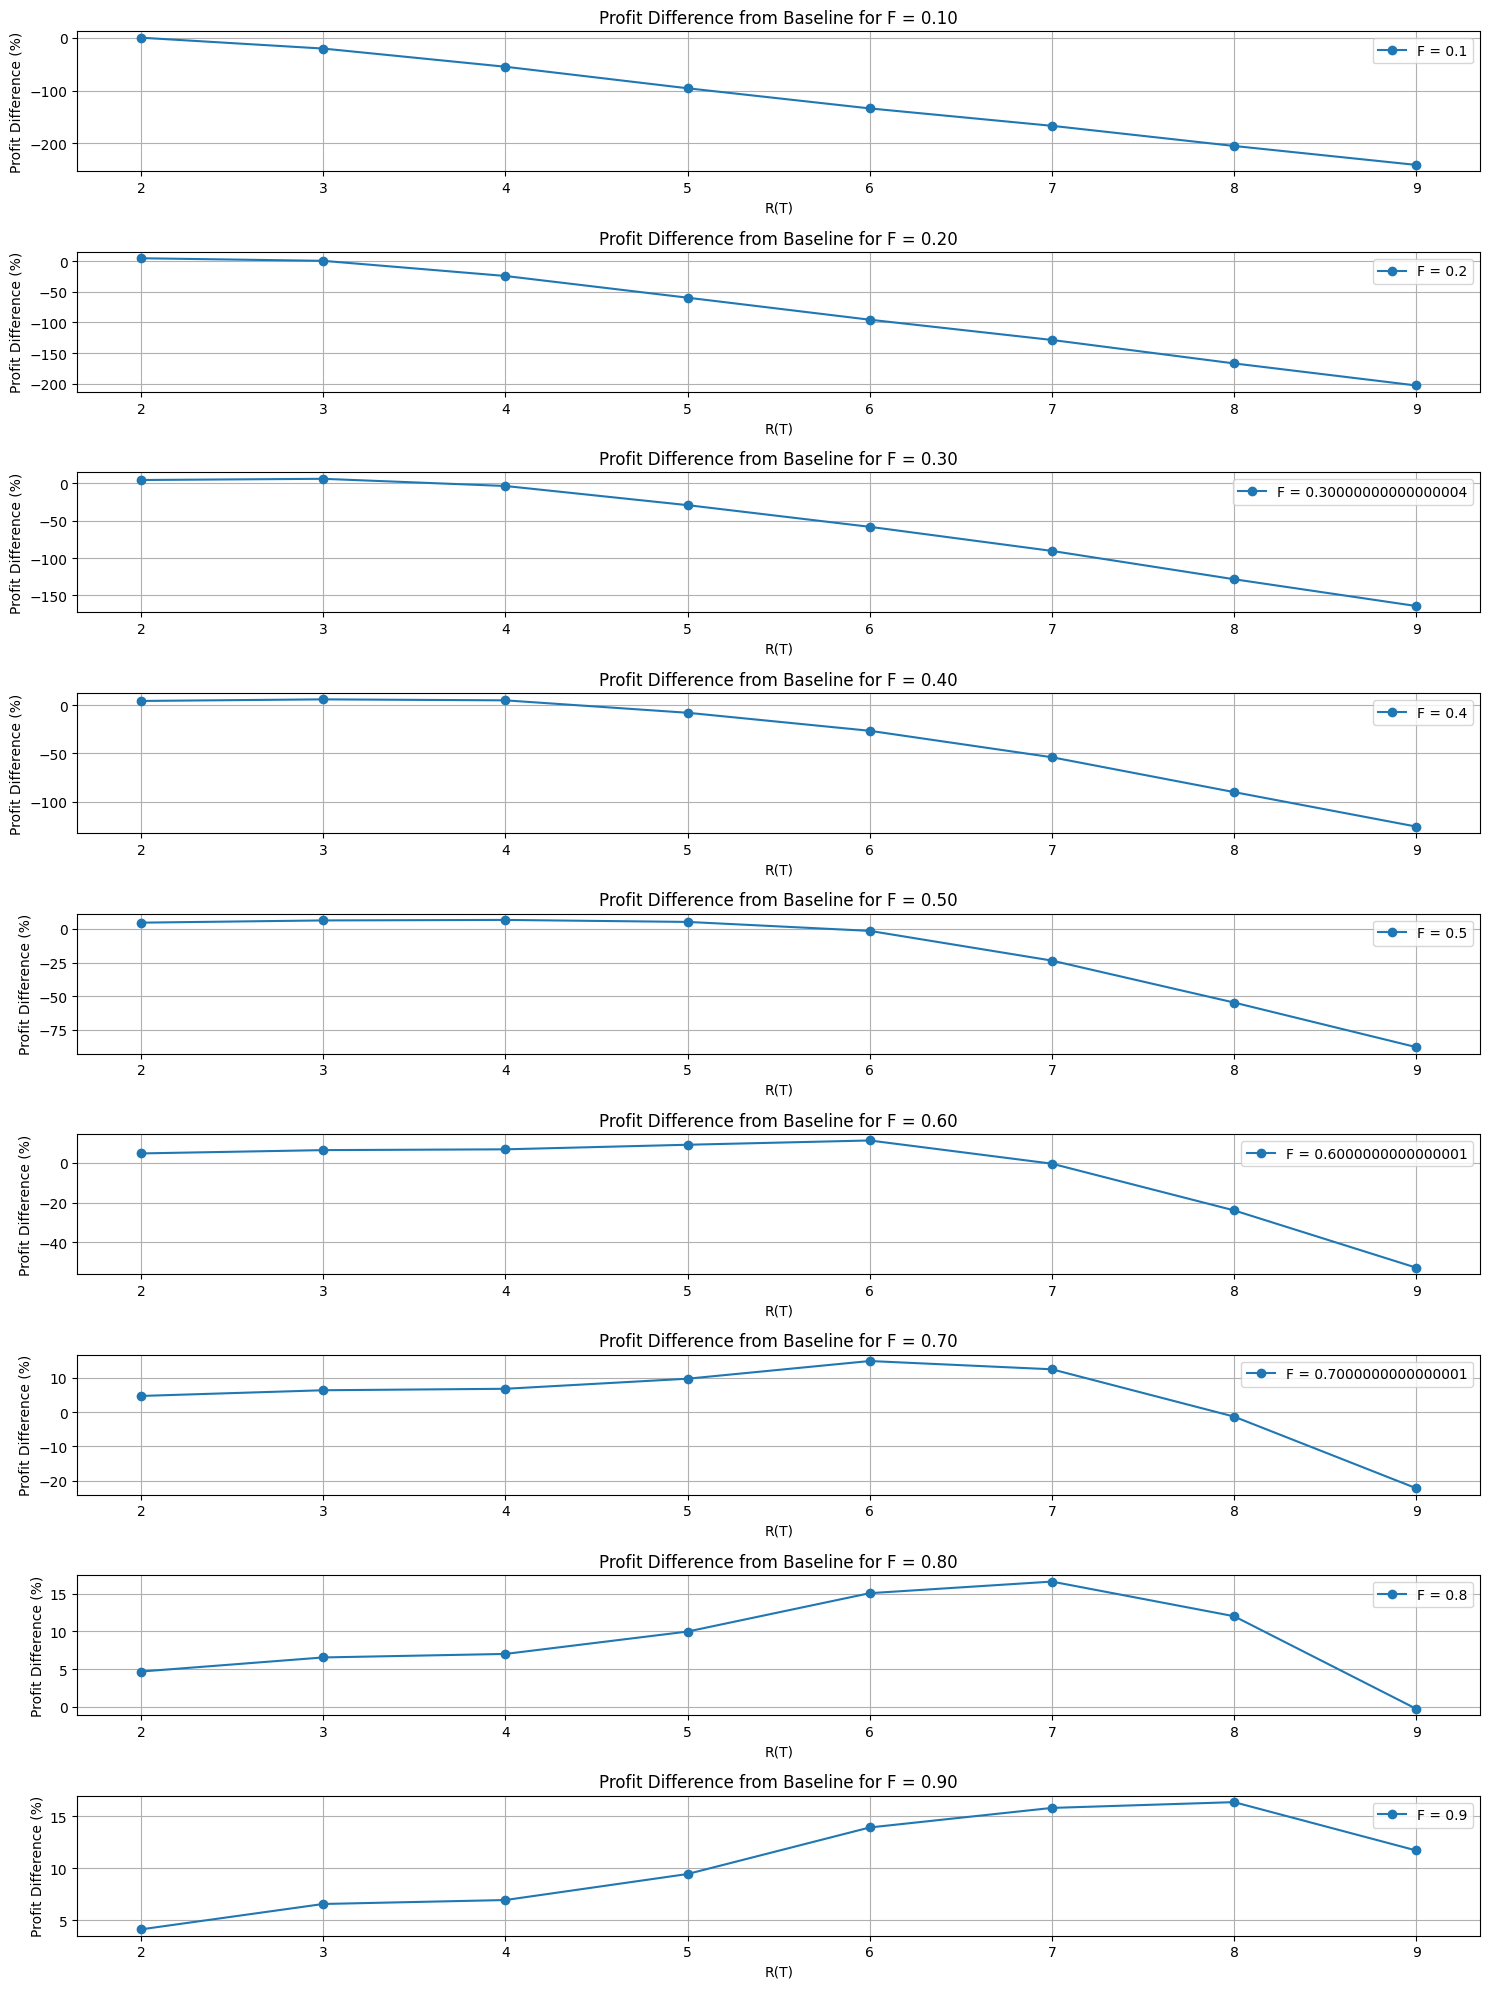 Profit Difference from Baseline for F = 0.10
Profit Difference (%)
0
−100
−200
F = 0.1
2 3 4 5 6 7 8 9
R(T)
Profit Difference from Baseline for F = 0.20
Profit Difference (%)
0
−50
−100
−150
−200
F = 0.2
2 3 4 5 6 7 8 9
R(T)
Profit Difference from Baseline for F = 0.30
Profit Difference (%)
0
−50
−100
−150
F = 0.30000000000000004
2 3 4 5 6 7 8 9
R(T)
Profit Difference from Baseline for F = 0.40
Profit Difference (%)
0
−50
−100
F = 0.4
2 3 4 5 6 7 8 9
R(T)
Profit Difference from Baseline for F = 0.50
Profit Difference (%)
0
−25
−50
−75
F = 0.5
2 3 4 5 6 7 8 9
R(T)
Profit Difference from Baseline for F = 0.60
Profit Difference (%)
0
−20
−40
F = 0.6000000000000001
2 3 4 5 6 7 8 9
R(T)
Profit Difference from Baseline for F = 0.70
Profit Difference (%)
10
0
−10
−20
F = 0.7000000000000001
2 3 4 5 6 7 8 9
R(T)
Profit Difference from Baseline for F = 0.80
Profit Difference (%)
15
10
5
0
F = 0.8
2 3 4 5 6 7 8 9
R(T)
Profit Difference from Baseline for F = 0.90
Profit Difference (%)
15
10
5
F = 0.9
2 3 4 5 6 7 8 9
R(T)